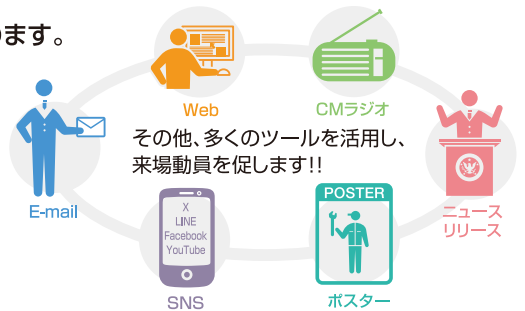 ます。
Web
CMラジオ
その他、多くのツールを活用し、
来場動員を促します!!
E-mail
ニュース
リリース
X
LINE
Facebook
YouTube
SNS
POSTER
ポスター